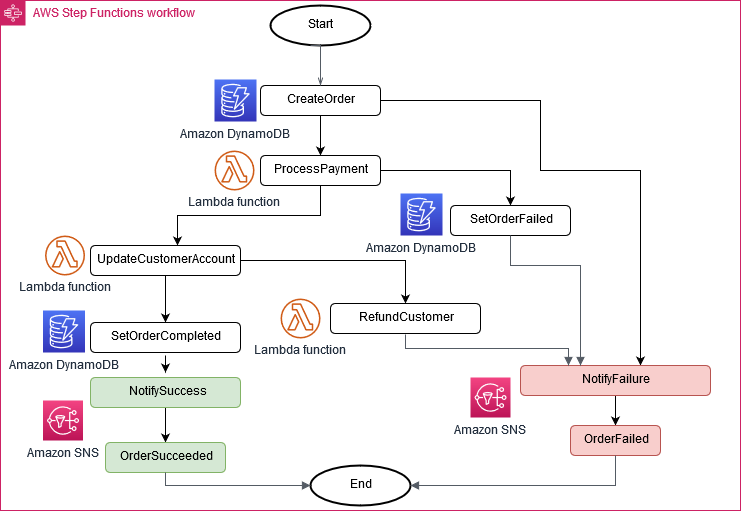 AWS Step Functions workflow
Start
CreateOrder
Amazon DynamoDB
ProcessPayment
Lambda function
SetOrderFailed
Amazon DynamoDB
UpdateCustomerAccount
Lambda function
RefundCustomer
Lambda function
SetOrderCompleted
Amazon DynamoDB
NotifyFailure
NotifySuccess
Amazon SNS
Amazon SNS
OrderFailed
OrderSucceeded
End